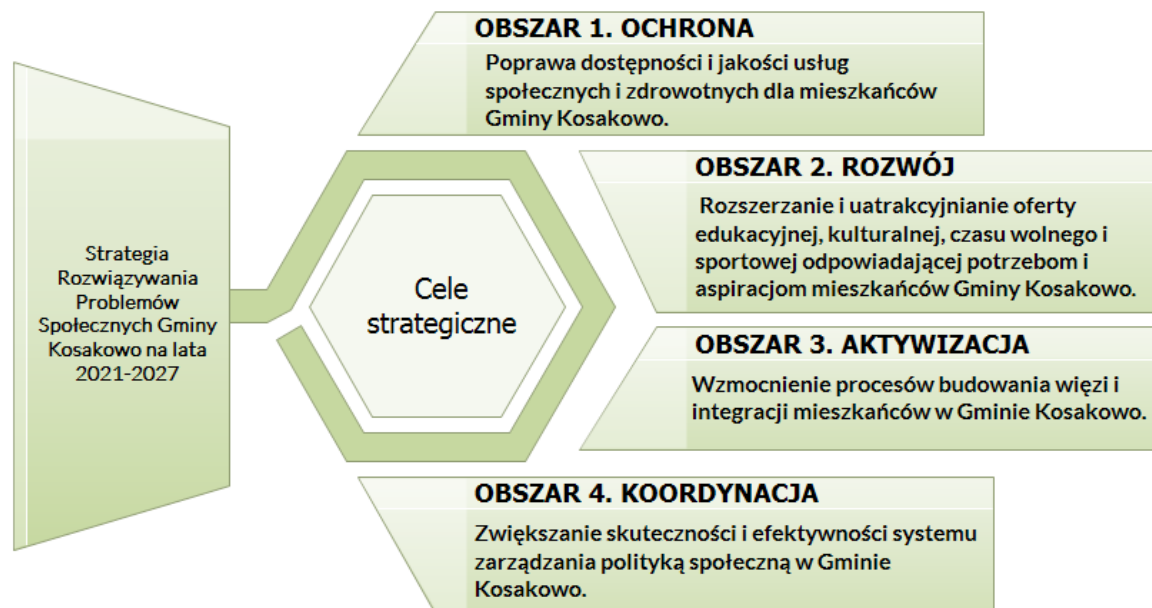 Strategia
Rozwiązywania
Problemów
Społecznych Gminy
Kosakowo na lata
2021-2027
Cele
strategiczne
OBSZAR 1. OCHRONA
Poprawa dostępności i jakości usług
społecznych i zdrowotnych dla mieszkańców
Gminy Kosakowo.
OBSZAR 2. ROZWÓJ
Rozszerzanie i uatrakcyjnianie oferty
edukacyjnej, kulturalnej, czasu wolnego i
sportowej odpowiadającej potrzebom i
aspiracjom mieszkańców Gminy Kosakowo.
OBSZAR 3. AKTYWIZACJA
Wzmocnienie procesów budowania więzi i
integracji mieszkańców w Gminie Kosakowo.
OBSZAR 4. KOORDYNACJA
Zwiększanie skuteczności i efektywności systemu
zarządzania polityką społeczną w Gminie
Kosakowo.